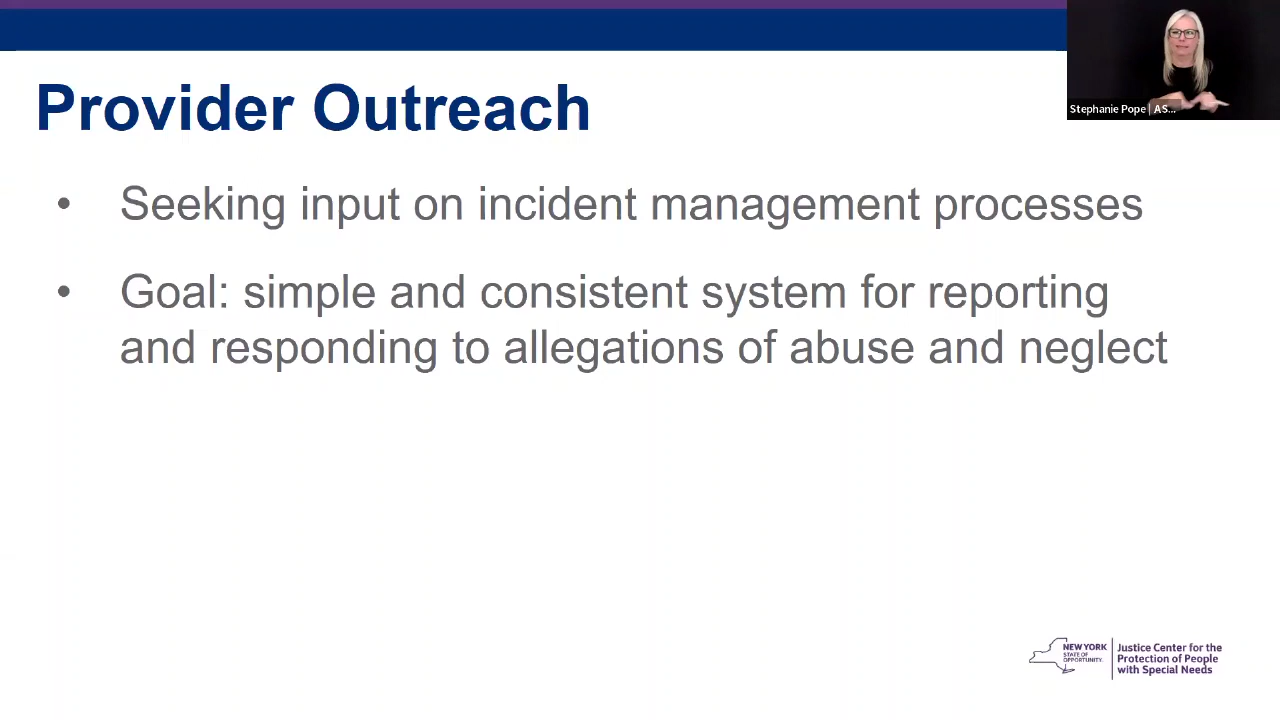 Provider Outreach
Stephanie Pope | AS...
• Seeking input on incident management processes
• Goal: simple and consistent system for reporting
and responding to allegations of abuse and neglect
NEW YORK
STATE OF
OPPORTUNITY.
Justice Center for the
Protection of People
with Special Needs